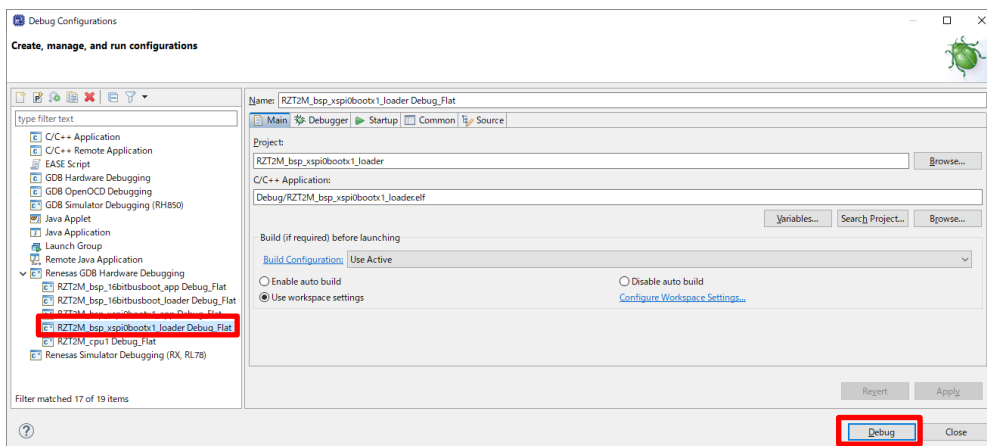 Debug Configurations
Create, manage, and run configurations
type filter text
C/C++ Application
C/C++ Remote Application
EASE Script
GDB Hardware Debugging
GDB OpenOCD Debugging
GDB Simulator Debugging (RH850)
Java Applet
Java Application
Launch Group
Remote Java Application
Renesas GDB Hardware Debugging
RZT2M_bsp_16bitbusboot_app Debug_Flat
RZT2M_bsp_16bitbusboot_loader Debug_Flat
RZT2M_bsp_xspi0bootx1_app Debug_Flat
RZT2M_bsp_xspi0bootx1_loader Debug_Flat
RZT2M_cpu1 Debug_Flat
Renesas Simulator Debugging (RX, RL78)
Filter matched 17 of 19 items
Name: RZT2M_bsp_xspi0bootx1_loader Debug_Flat
Main Debugger Startup Common Source
Project:
RZT2M_bsp_xspi0bootx1_loader Browse...
C/C++ Application:
Debug/RZT2M_bsp_xspi0bootx1_loader.elf
Variables... Search Project... Browse...
Build (if required) before launching
Build Configuration: Use Active
Enable auto build Disable auto build
Use workspace settings Configure Workspace Settings...
Revert Apply
Debug Close